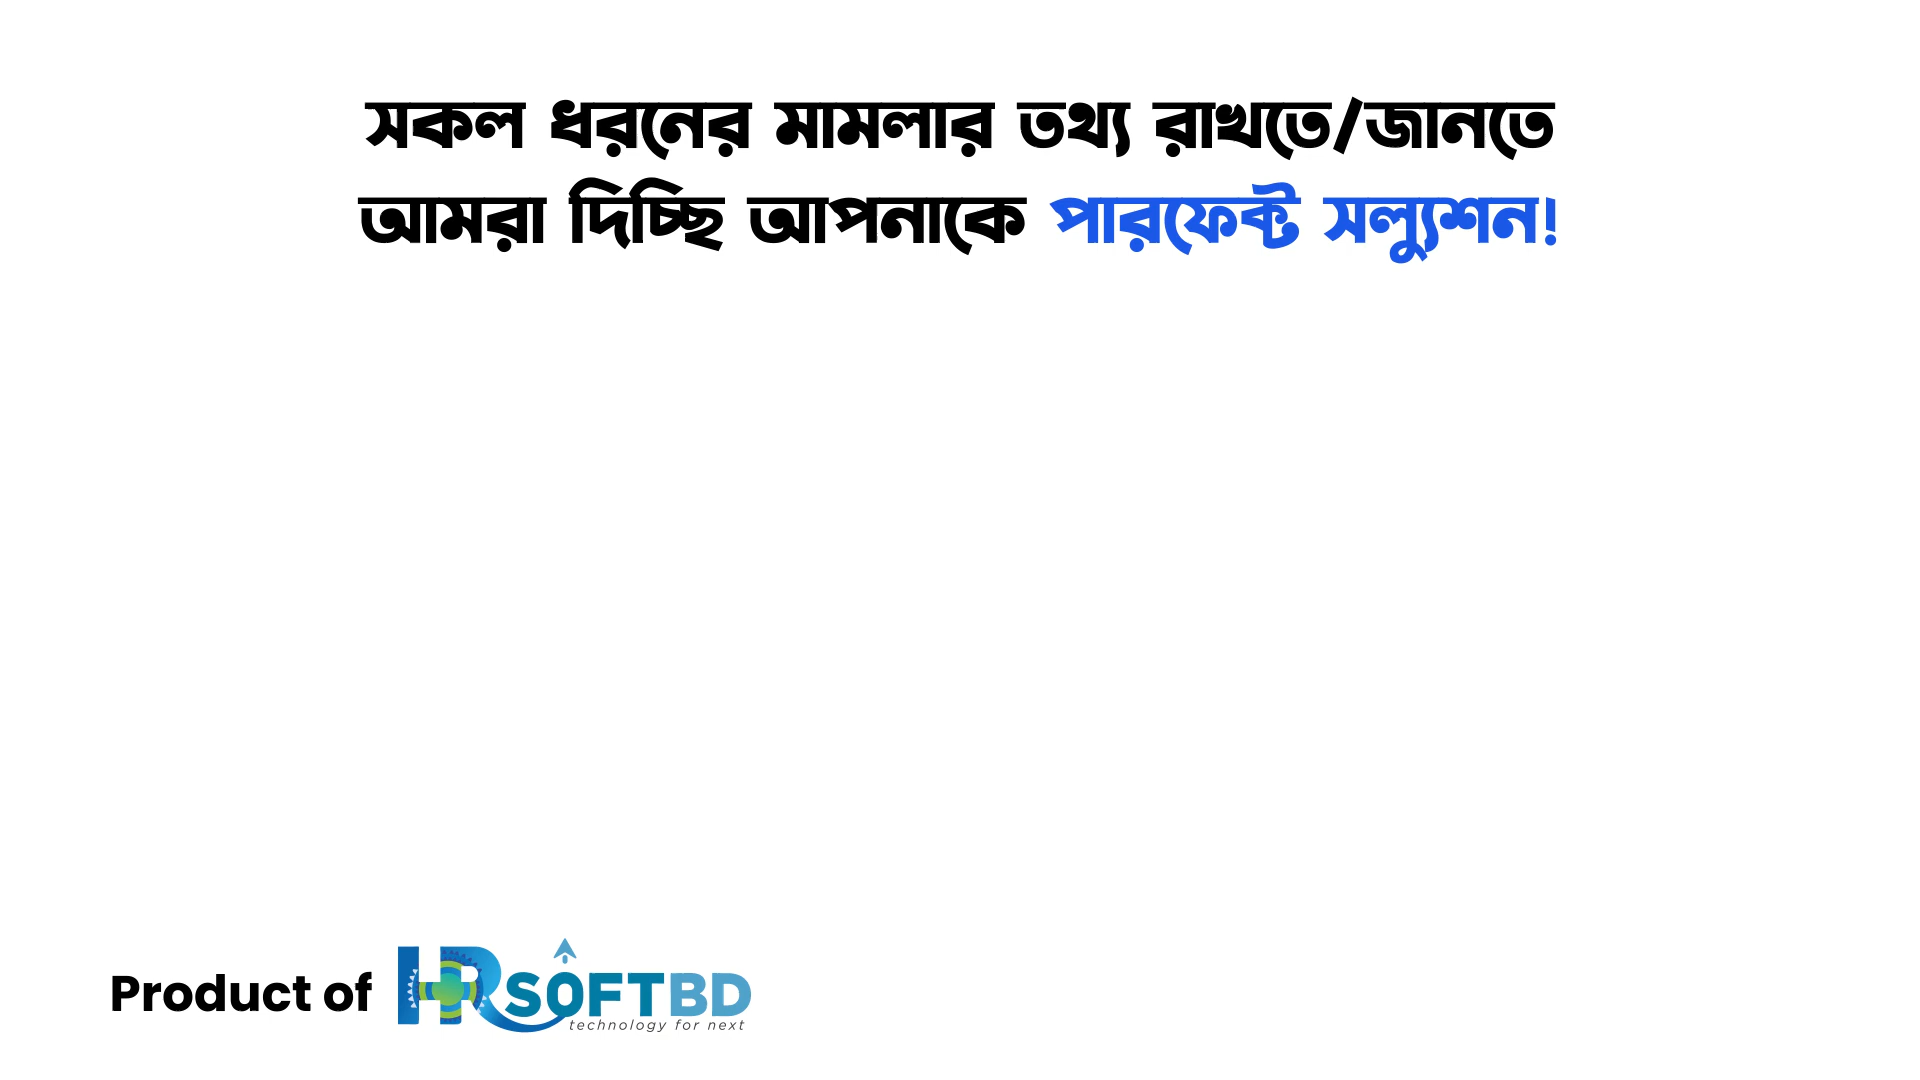 সকল ধরনের মামলার তথ্য রাখতে/জানতে
আমরা দিচ্ছি আপনাকে পারফেক্ট সল্যুশন!
Product of HRSOFTBD
technology for next